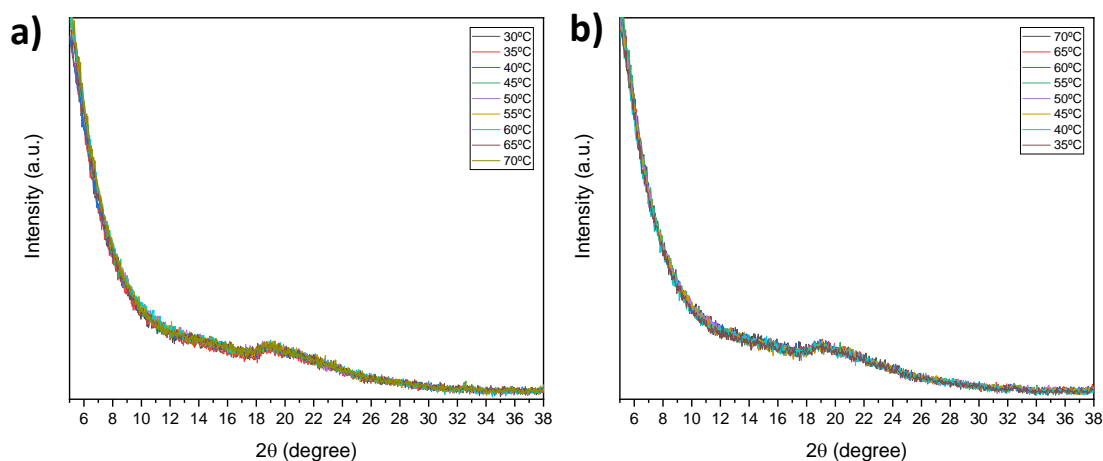 a)
30ºC
35ºC
40ºC
45ºC
50ºC
55ºC
60ºC
65ºC
70ºC
Intensity (a.u.)
6 10 14 18 22 26 30 34 38
8 12 16 20 24 28 32 36
2θ (degree)
b)
70ºC
65ºC
60ºC
55ºC
50ºC
45ºC
40ºC
35ºC
Intensity (a.u.)
6 8 10 12 14 16 18 20 22 24 26 28 30 32 34 36 38
2θ (degree)